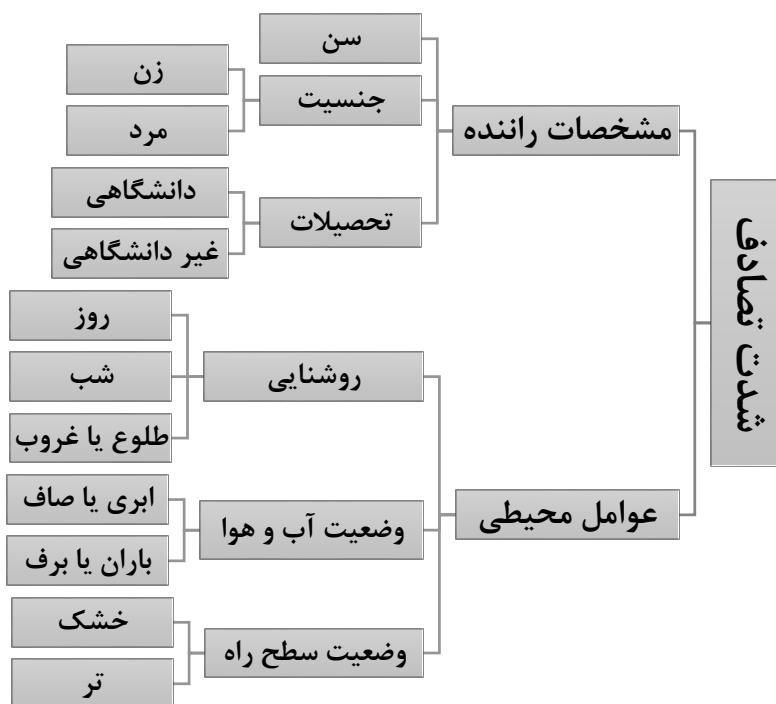 شدت تصادف
مشخصات راننده
سن
جنسیت
زن
مرد
تحصیلات
دانشگاهی
غیر دانشگاهی
عوامل محیطی
روشنایی
روز
شب
طلوع یا غروب
وضعیت آب و هوا
ابری یا صاف
باران یا برف
وضعیت سطح راه
خشک
تر